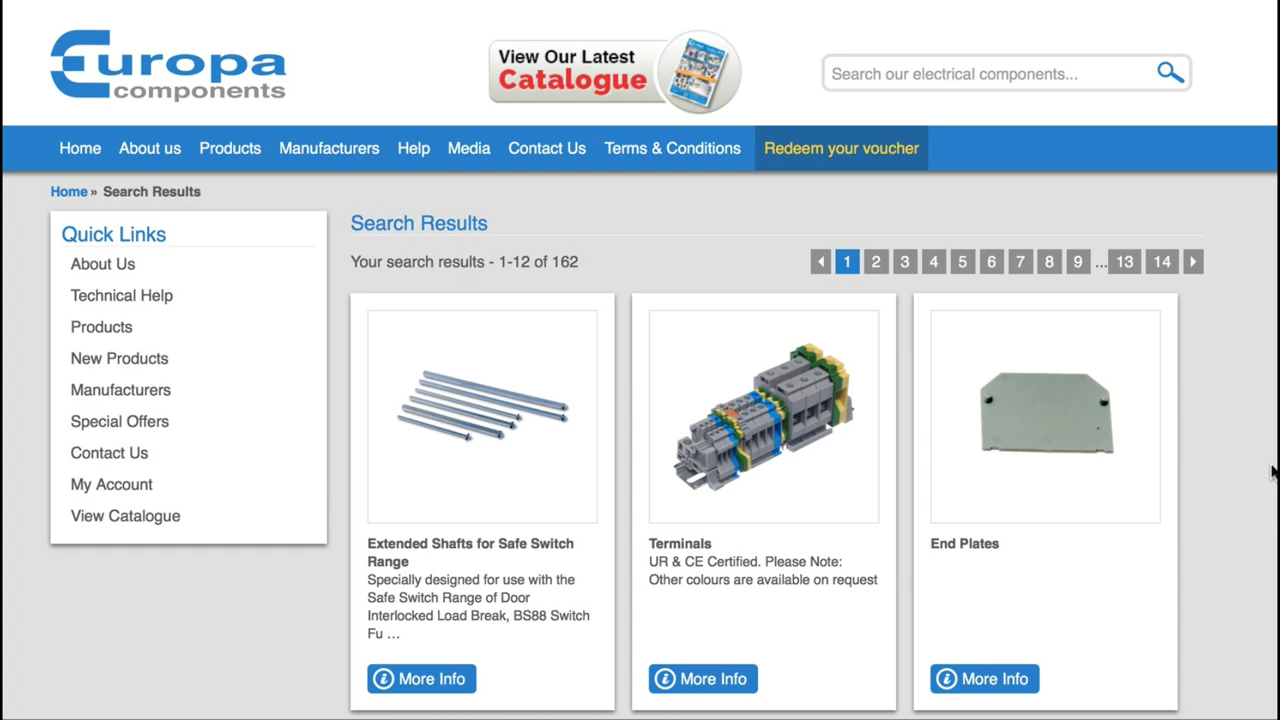 Europa
components
View Our Latest
Catalogue
Search our electrical components...
Home About us Products Manufacturers Help Media Contact Us Terms & Conditions Redeem your voucher
Home » Search Results
Quick Links
About Us
Technical Help
Products
New Products
Manufacturers
Special Offers
Contact Us
My Account
View Catalogue
Search Results
Your search results - 1-12 of 162
1 2 3 4 5 6 7 8 9 ... 13 14
Extended Shafts for Safe Switch
Range
Specially designed for use with the
Safe Switch Range of Door
Interlocked Load Break, BS88 Switch
Fu ...
More Info
Terminals
UR & CE Certified. Please Note:
Other colours are available on request
More Info
End Plates
More Info